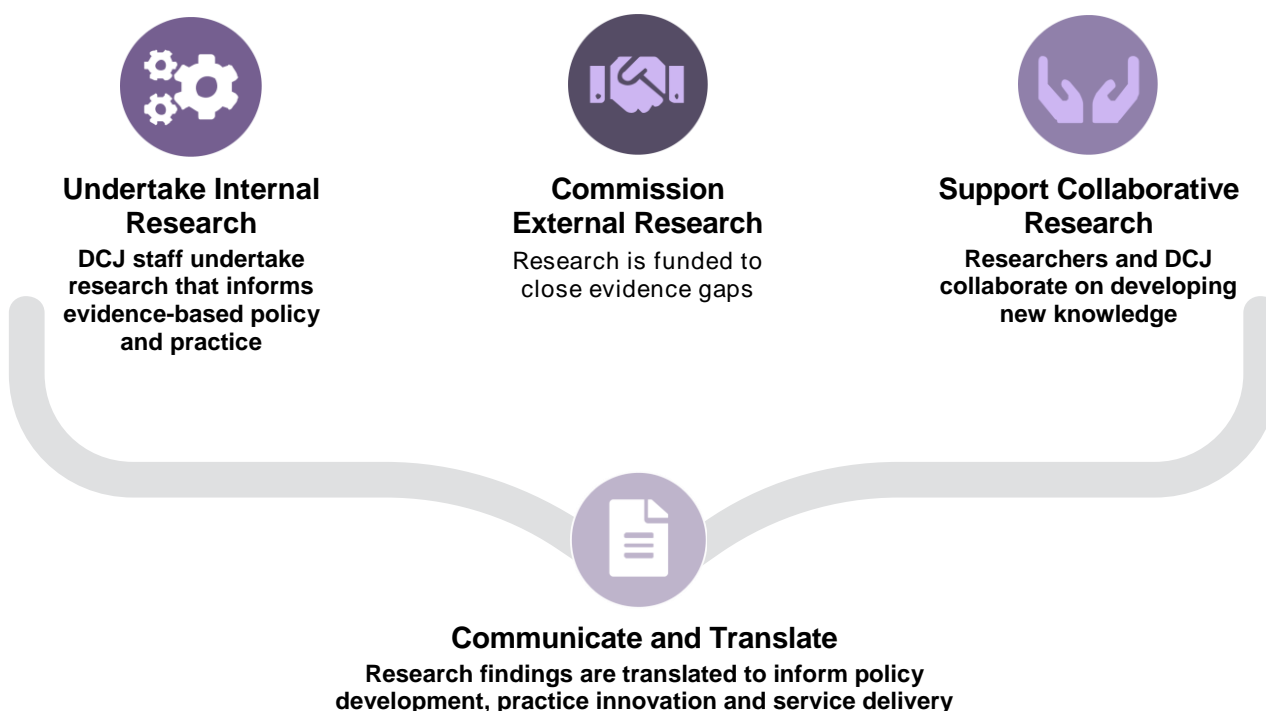 Undertake Internal
Research
DCJ staff undertake
research that informs
evidence-based policy
and practice
Commission
External Research
Research is funded to
close evidence gaps
Support Collaborative
Research
Researchers and DCJ
collaborate on developing
new knowledge
Communicate and Translate
Research findings are translated to inform policy
development, practice innovation and service delivery